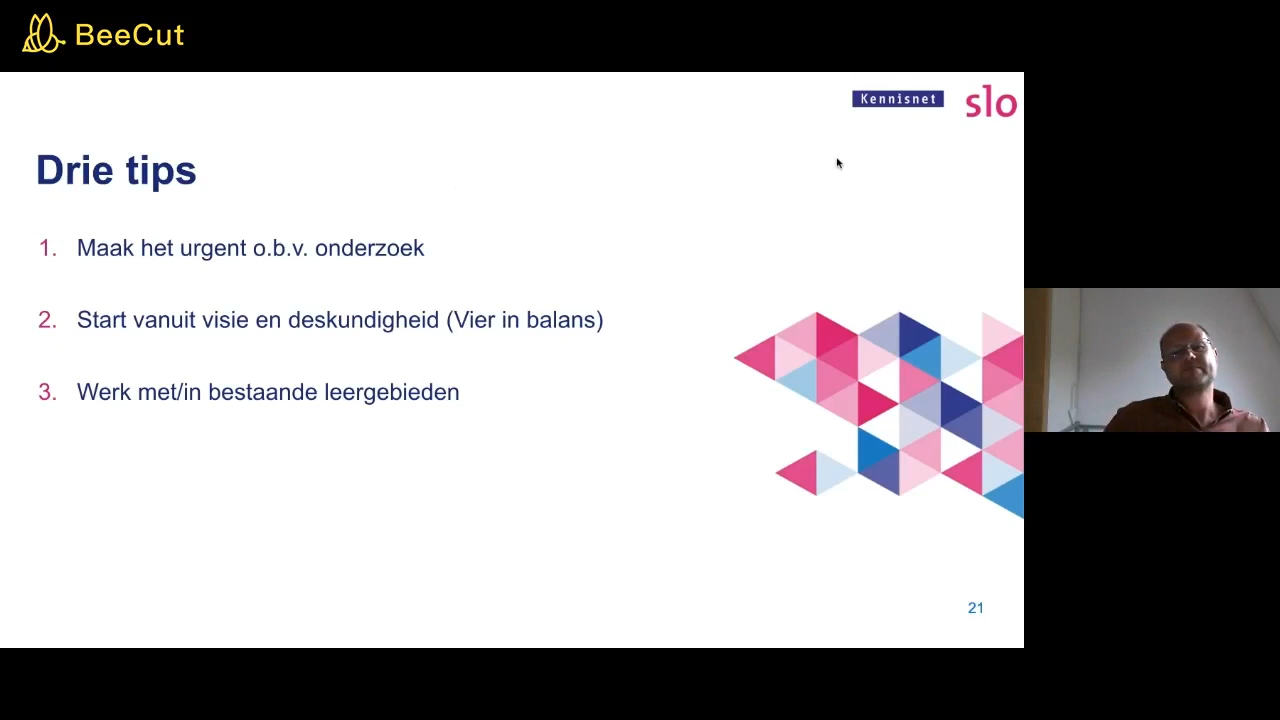 BeeCut
Kennisnet
slo
Drie tips
1. Maak het urgent o.b.v. onderzoek
2. Start vanuit visie en deskundigheid (Vier in balans)
3. Werk met/in bestaande leergebieden
21